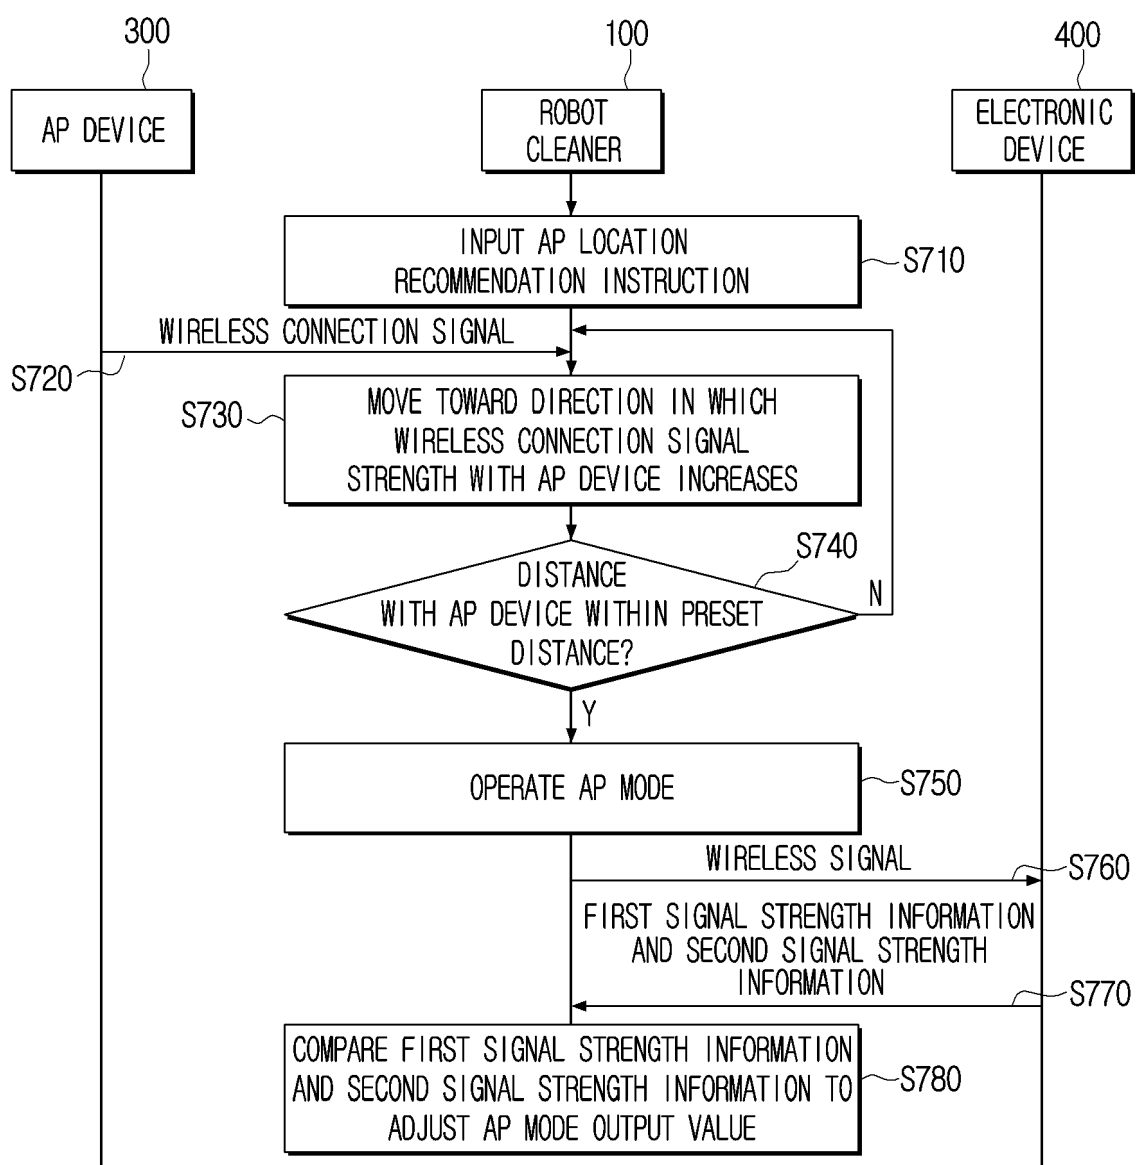 300
100
400
AP DEVICE
ROBOT
CLEANER
ELECTRONIC
DEVICE
INPUT AP LOCATION
RECOMMENDATION INSTRUCTION
S710
WIRELESS CONNECTION SIGNAL
S720
S730
MOVE TOWARD DIRECTION IN WHICH
WIRELESS CONNECTION SIGNAL
STRENGTH WITH AP DEVICE INCREASES
S740
DISTANCE
WITH AP DEVICE WITHIN PRESET
DISTANCE?
N
Y
OPERATE AP MODE
S750
WIRELESS SIGNAL
S760
FIRST SIGNAL STRENGTH INFORMATION
AND SECOND SIGNAL STRENGTH
INFORMATION
S770
COMPARE FIRST SIGNAL STRENGTH INFORMATION
AND SECOND SIGNAL STRENGTH INFORMATION TO
ADJUST AP MODE OUTPUT VALUE
S780